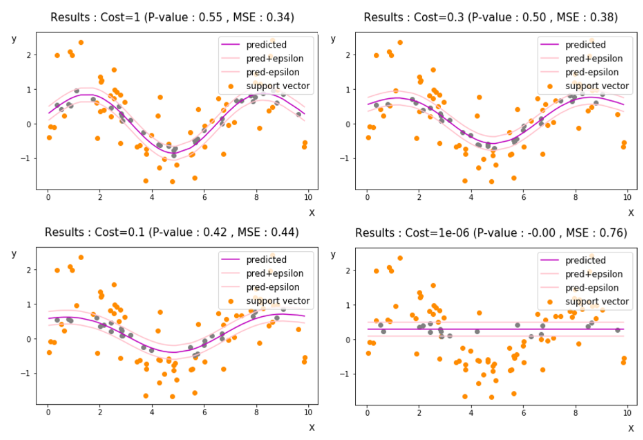 Results : Cost=1 (P-value : 0.55 , MSE : 0.34)
y
predicted
pred+epsilon
pred-epsilon
support vector
2
1
0
−1
0 2 4 6 8 10
X
Results : Cost=0.3 (P-value : 0.50 , MSE : 0.38)
y
predicted
pred+epsilon
pred-epsilon
support vector
2
1
0
−1
0 2 4 6 8 10
X
Results : Cost=0.1 (P-value : 0.42 , MSE : 0.44)
y
predicted
pred+epsilon
pred-epsilon
support vector
2
1
0
−1
0 2 4 6 8 10
X
Results : Cost=1e-06 (P-value : -0.00 , MSE : 0.76)
y
predicted
pred+epsilon
pred-epsilon
support vector
2
1
0
−1
0 2 4 6 8 10
X